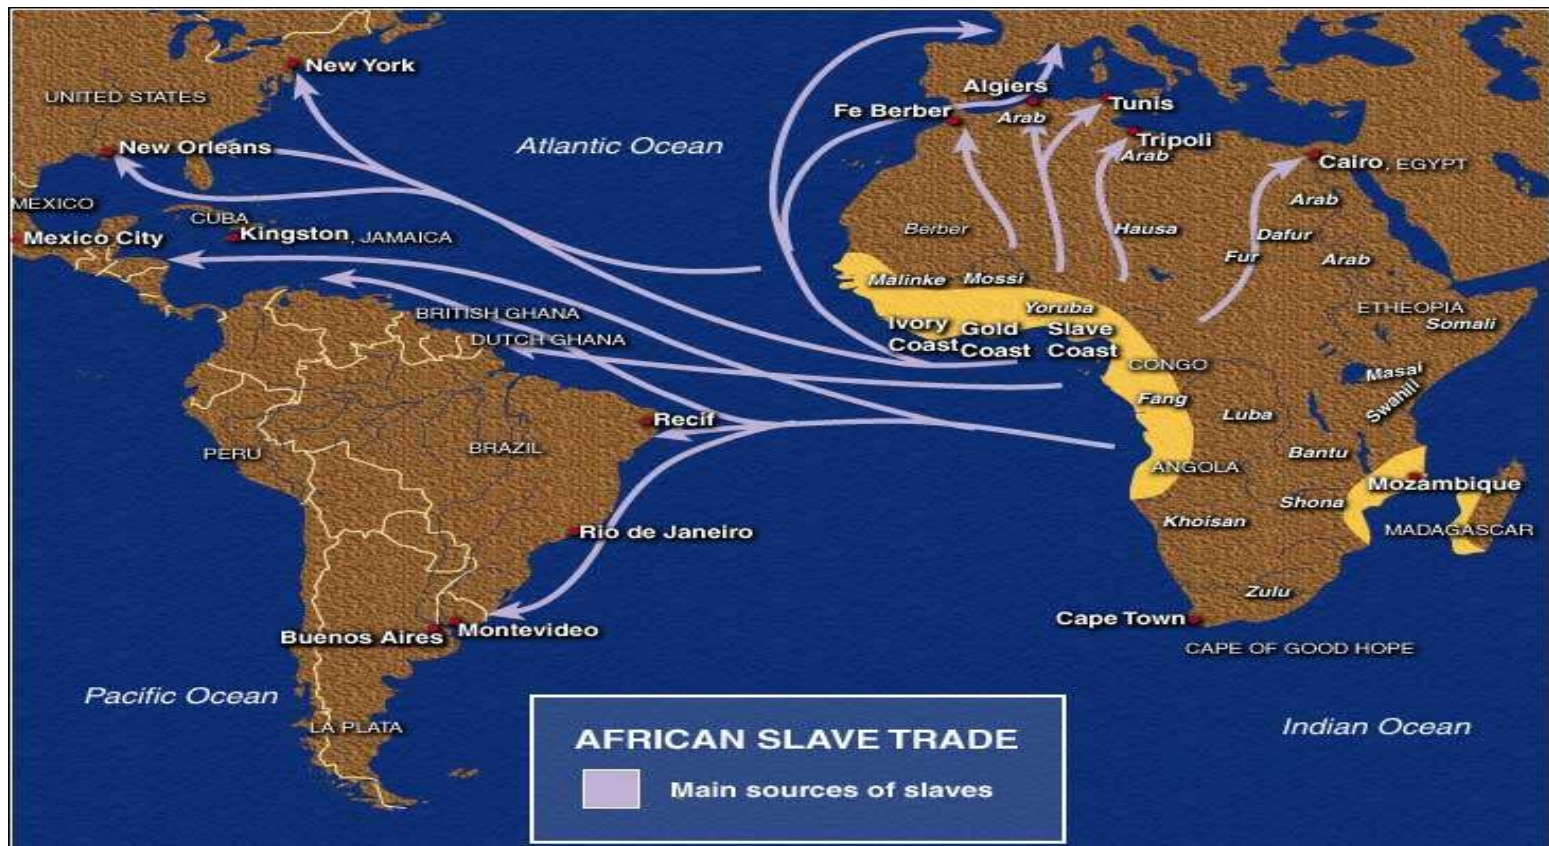 New York
UNITED STATES
Algiers
Fe Berber
Tunis
Arab
Atlantic Ocean
Tripoli
New Orleans
Arab
Cairo, EGYPT
MEXICO
Arab
CUBA
Mexico City
Kingston, JAMAICA
Berber
Hausa
Dafur
Fur
Arab
Malinke
Mossi
Yoruba
ETHEOPIA
BRITISH GHANA
Somali
Ivory
Coast
Gold
Coast
Slave
Coast
DUTCH GHANA
CONGO
Masai
Swahili
Fang
Luba
Recif
PERU
BRAZIL
Bantu
ANGOLA
Mozambique
Shona
Khoisan
MADAGASCAR
Rio de Janeiro
Zulu
Cape Town
Buenos Aires
Montevideo
CAPE OF GOOD HOPE
Pacific Ocean
LA PLATA
Indian Ocean
AFRICAN SLAVE TRADE
Main sources of slaves